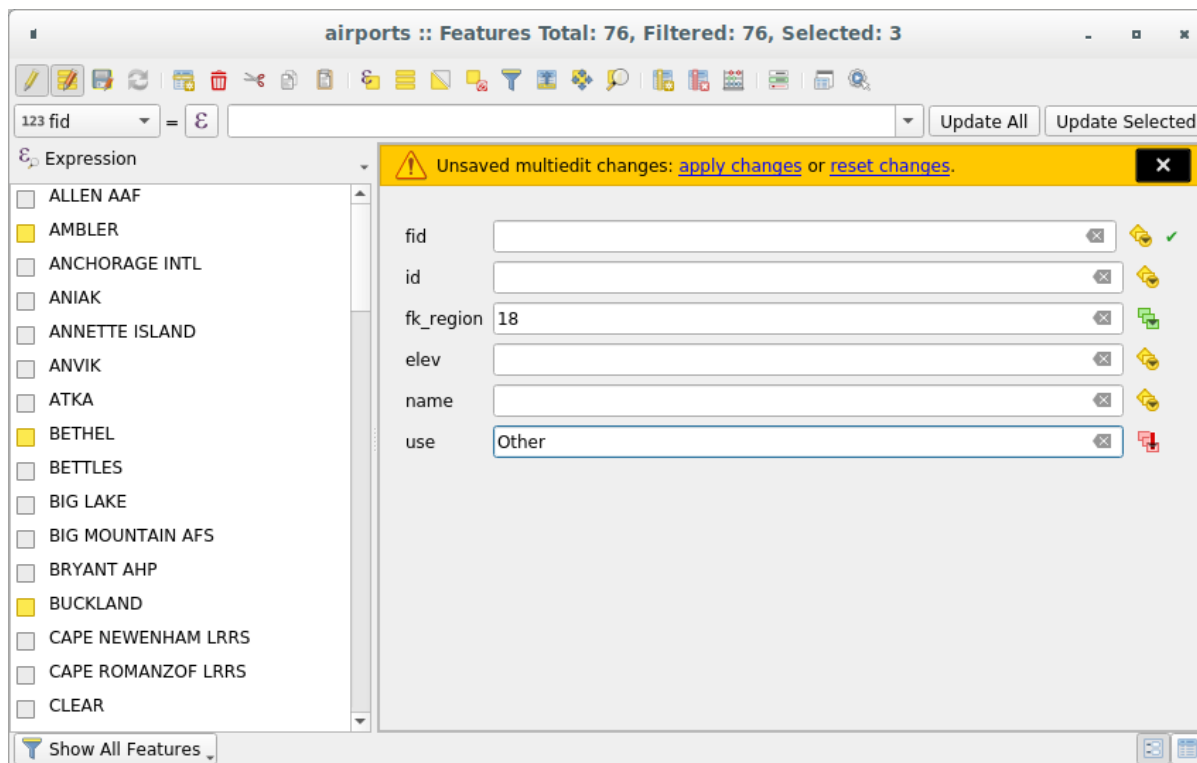 airports :: Features Total: 76, Filtered: 76, Selected: 3
123 fid = ε Update All Update Selected
ε Expression
Unsaved multiedit changes: apply changes or reset changes.
ALLEN AAF
AMBLER
ANCHORAGE INTL
ANIAK
ANNETTE ISLAND
ANVIK
ATKA
BETHEL
BETTLES
BIG LAKE
BIG MOUNTAIN AFS
BRYANT AHP
BUCKLAND
CAPE NEWENHAM LRRS
CAPE ROMANZOF LRRS
CLEAR
fid
id
fk_region 18
elev
name
use Other
Show All Features